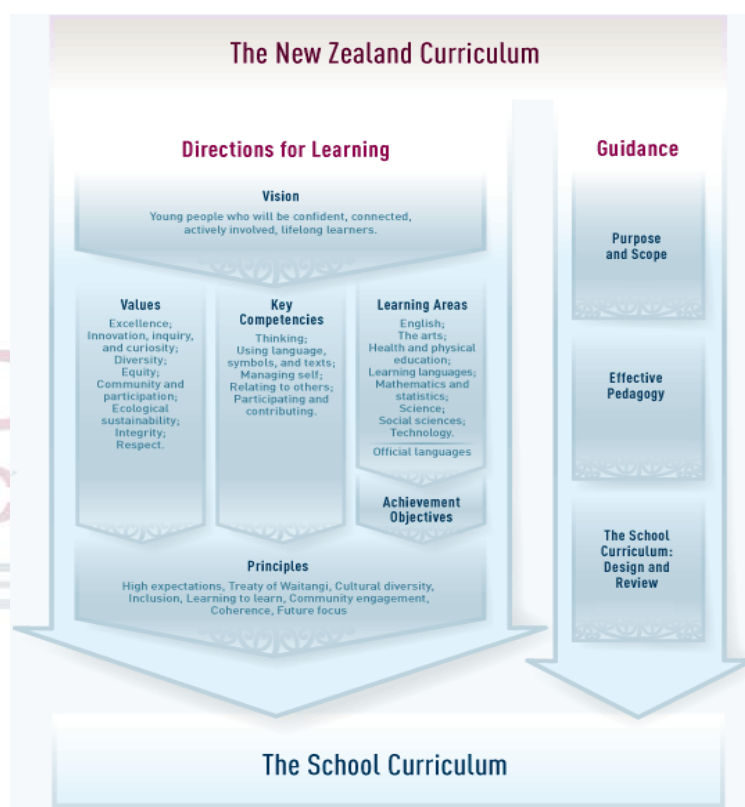 The New Zealand Curriculum
Directions for Learning
Vision
Young people who will be confident, connected,
actively involved, lifelong learners.
Values
Excellence;
Innovation, inquiry,
and curiosity;
Diversity;
Equity;
Community and
participation;
Ecological
sustainability;
Integrity;
Respect.
Key
Competencies
Thinking;
Using language,
symbols, and texts;
Managing self;
Relating to others;
Participating and
contributing.
Learning Areas
English;
The arts;
Health and physical
education;
Learning languages;
Mathematics and
statistics;
Science;
Social sciences;
Technology.
Official languages
Achievement
Objectives
Principles
High expectations, Treaty of Waitangi, Cultural diversity,
Inclusion, Learning to learn, Community engagement,
Coherence, Future focus
Guidance
Purpose
and Scope
Effective
Pedagogy
The School
Curriculum:
Design and
Review
The School Curriculum